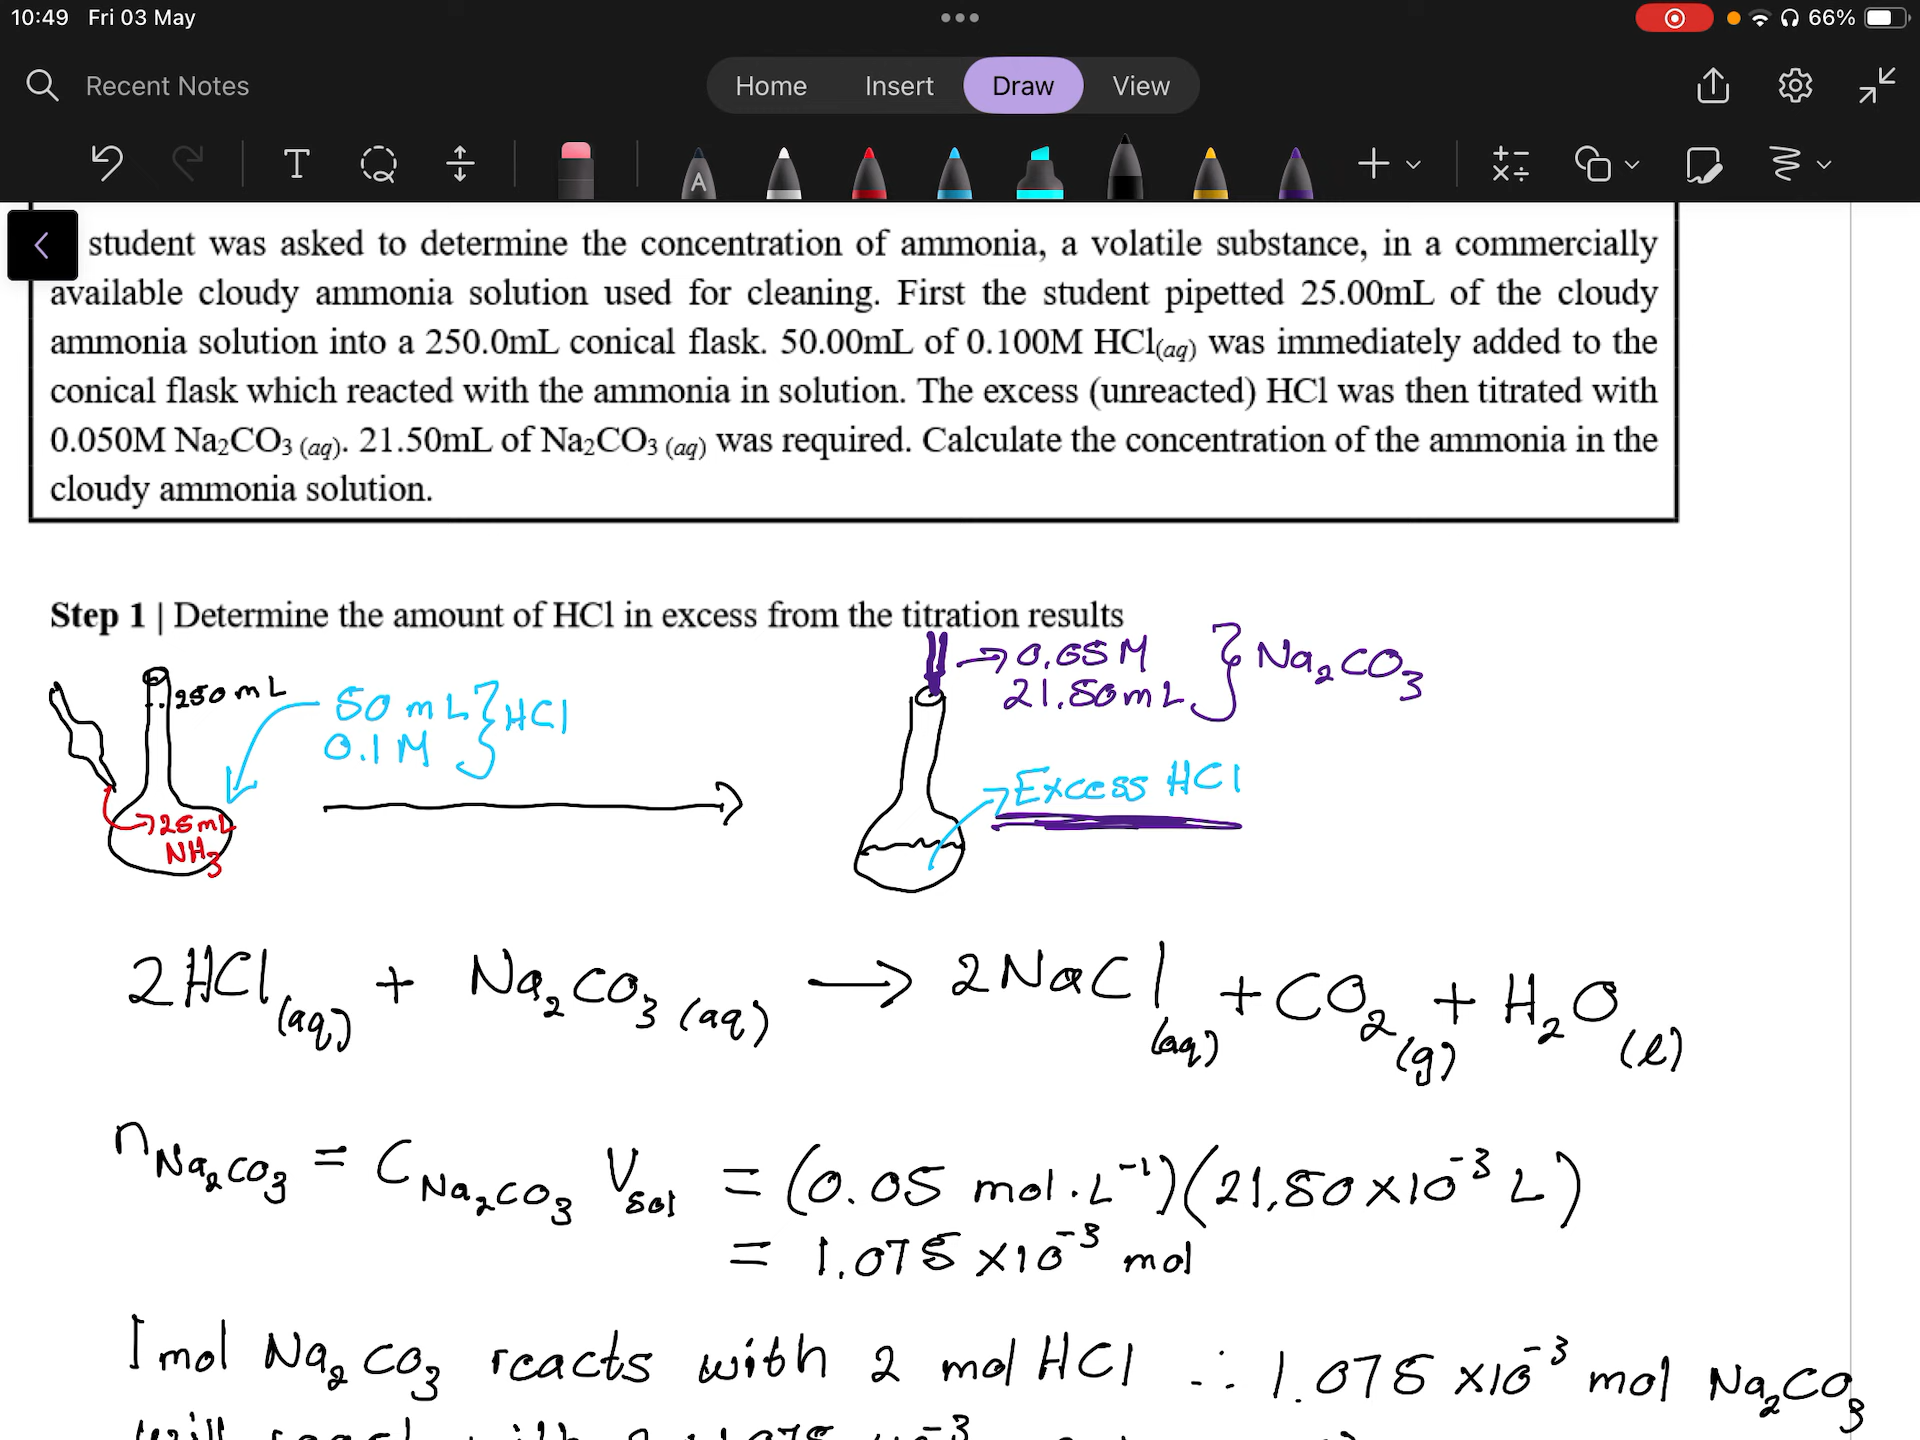 10:49 Fri 03 May
66%
Recent Notes
Home Insert Draw View
T
A
student was asked to determine the concentration of ammonia, a volatile substance, in a commercially
available cloudy ammonia solution used for cleaning. First the student pipetted 25.00mL of the cloudy
ammonia solution into a 250.0mL conical flask. 50.00mL of 0.100M HCl(aq) was immediately added to the
conical flask which reacted with the ammonia in solution. The excess (unreacted) HCl was then titrated with
0.050M Na₂CO₃ (aq). 21.50mL of Na₂CO₃ (aq) was required. Calculate the concentration of the ammonia in the
cloudy ammonia solution.
Step 1 | Determine the amount of HCl in excess from the titration results
250 mL
50 mL } HCl
0.1 M
25 mL
NH₃
0.05 M } Na₂CO₃
21.50 mL
Excess HCl
2HCl(aq) + Na₂CO₃(aq) → 2NaCl(aq) + CO₂(g) + H₂O(l)
n Na₂CO₃ = C Na₂CO₃ V sol = (0.05 mol.L⁻¹)(21.50 ×10⁻³ L)
= 1.075 ×10⁻³ mol
1 mol Na₂CO₃ reacts with 2 mol HCl ∴ 1.075 ×10⁻³ mol Na₂CO₃
will react with